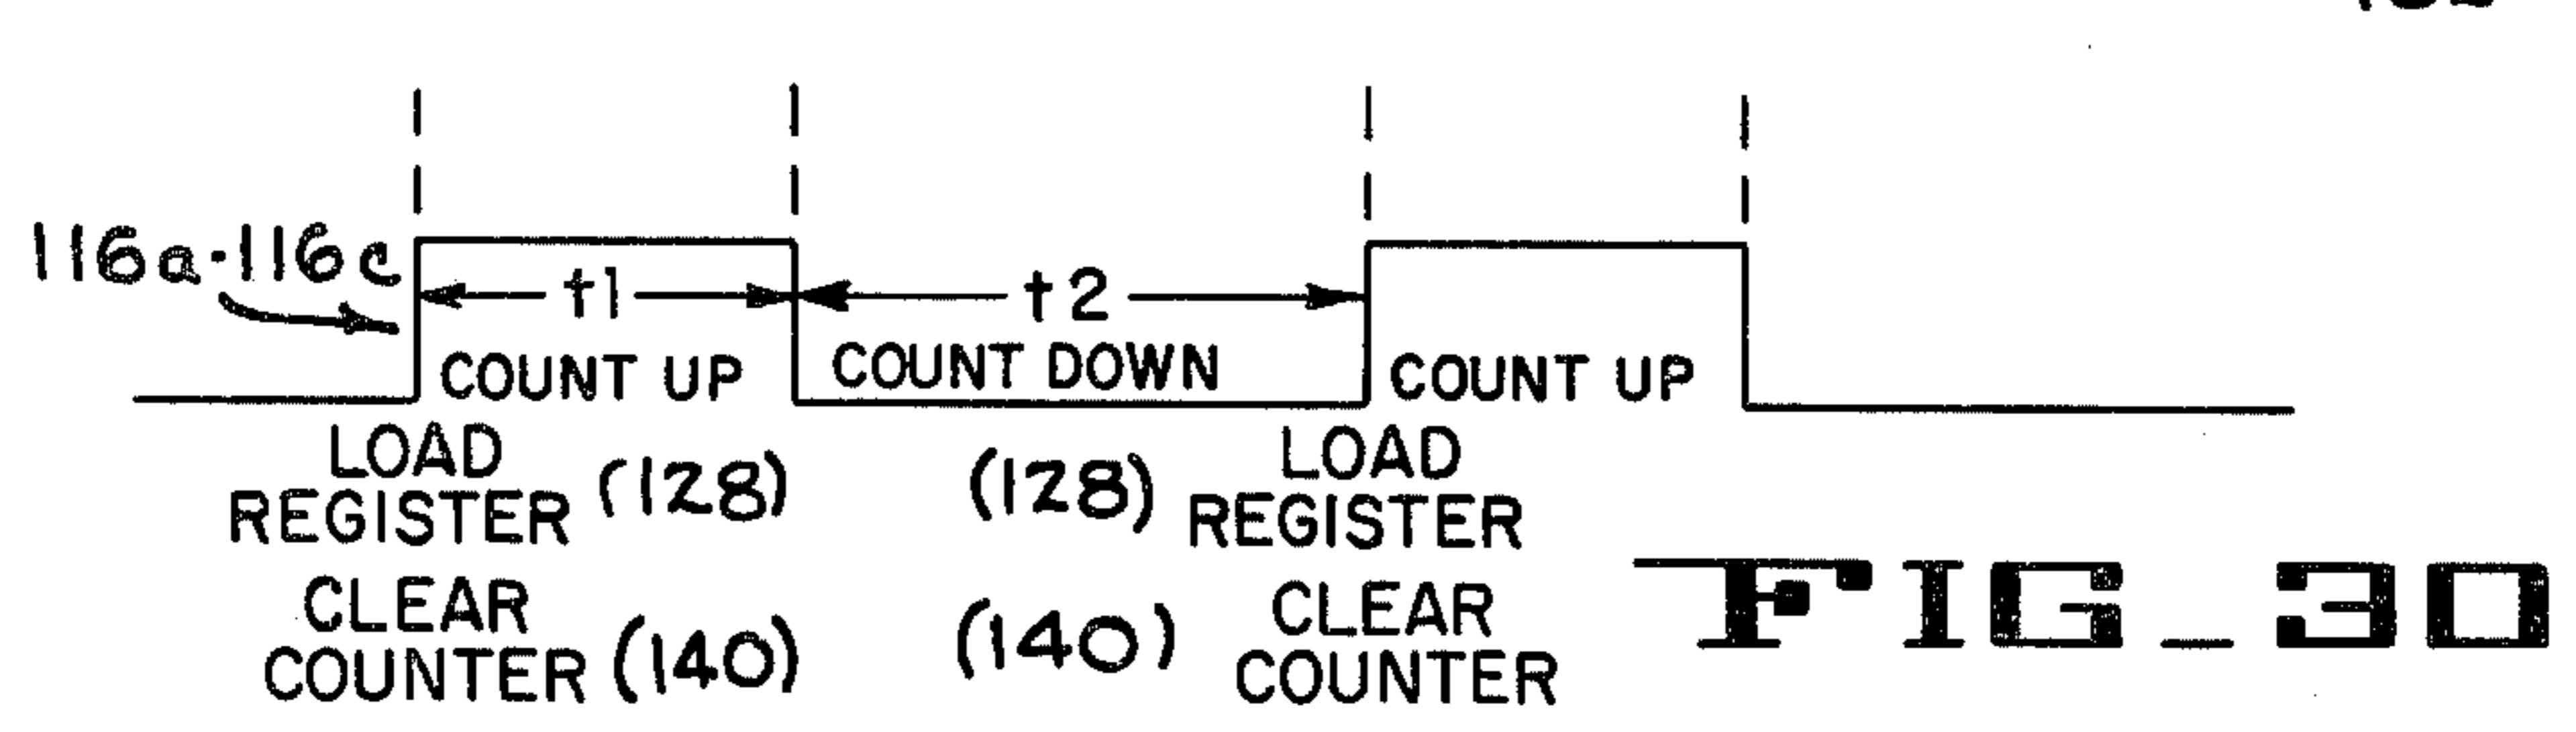 116a-116c
t1
t2
COUNT UP
COUNT DOWN
COUNT UP
LOAD
REGISTER (128)
CLEAR
COUNTER (140)
(128) LOAD
REGISTER
(140) CLEAR
COUNTER
FIG_30